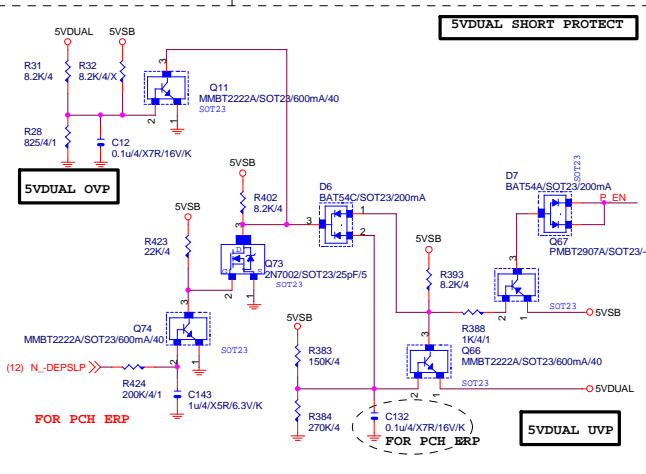 5VDUAL SHORT PROTECT
5VDUAL
5VSB
R31
8.2K/4
R32
8.2K/4/X
3
Q11
MMBT2222A/SOT23/600mA/40
SOT23
2
1
R28
825/4/1
C12
0.1u/4/X7R/16V/K
5VDUAL OVP
5VSB
R402
8.2K/4
D6
BAT54C/SOT23/200mA
3
1
2
D7
BAT54A/SOT23/200mA
SOT23
P_EN
5VSB
R423
22K/4
3
D
G
S
Q73
2N7002/SOT23/25pF/5
SOT23
2
1
5VSB
R393
8.2K/4
3
Q67
PMBT2907A/SOT23/-
SOT23
2
1
5VSB
R388
1K/4/1
Q74
MMBT2222A/SOT23/600mA/40
3
SOT23
2
1
(12) N_-DEPSLP
R424
200K/4/1
C143
1u/4/X5R/6.3V/K
FOR PCH ERP
5VSB
R383
150K/4
R384
270K/4
3
Q66
MMBT2222A/SOT23/600mA/40
SOT23
2
1
5VDUAL
C132
0.1u/4/X7R/16V/K
FOR PCH ERP
5VDUAL UVP